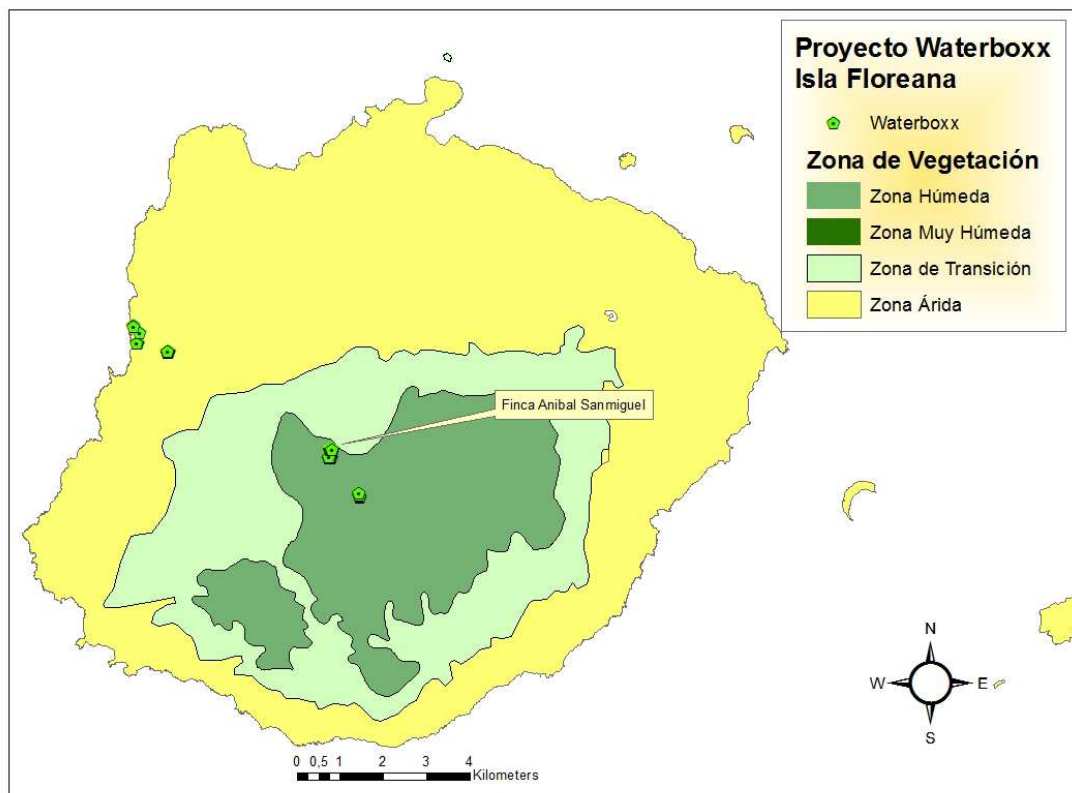 Proyecto Waterboxx
Isla Floreana
Waterboxx
Zona de Vegetación
Zona Húmeda
Zona Muy Húmeda
Zona de Transición
Zona Árida
Finca Anibal Sanmiguel
N
W E
S
0 0,5 1 2 3 4
Kilometers